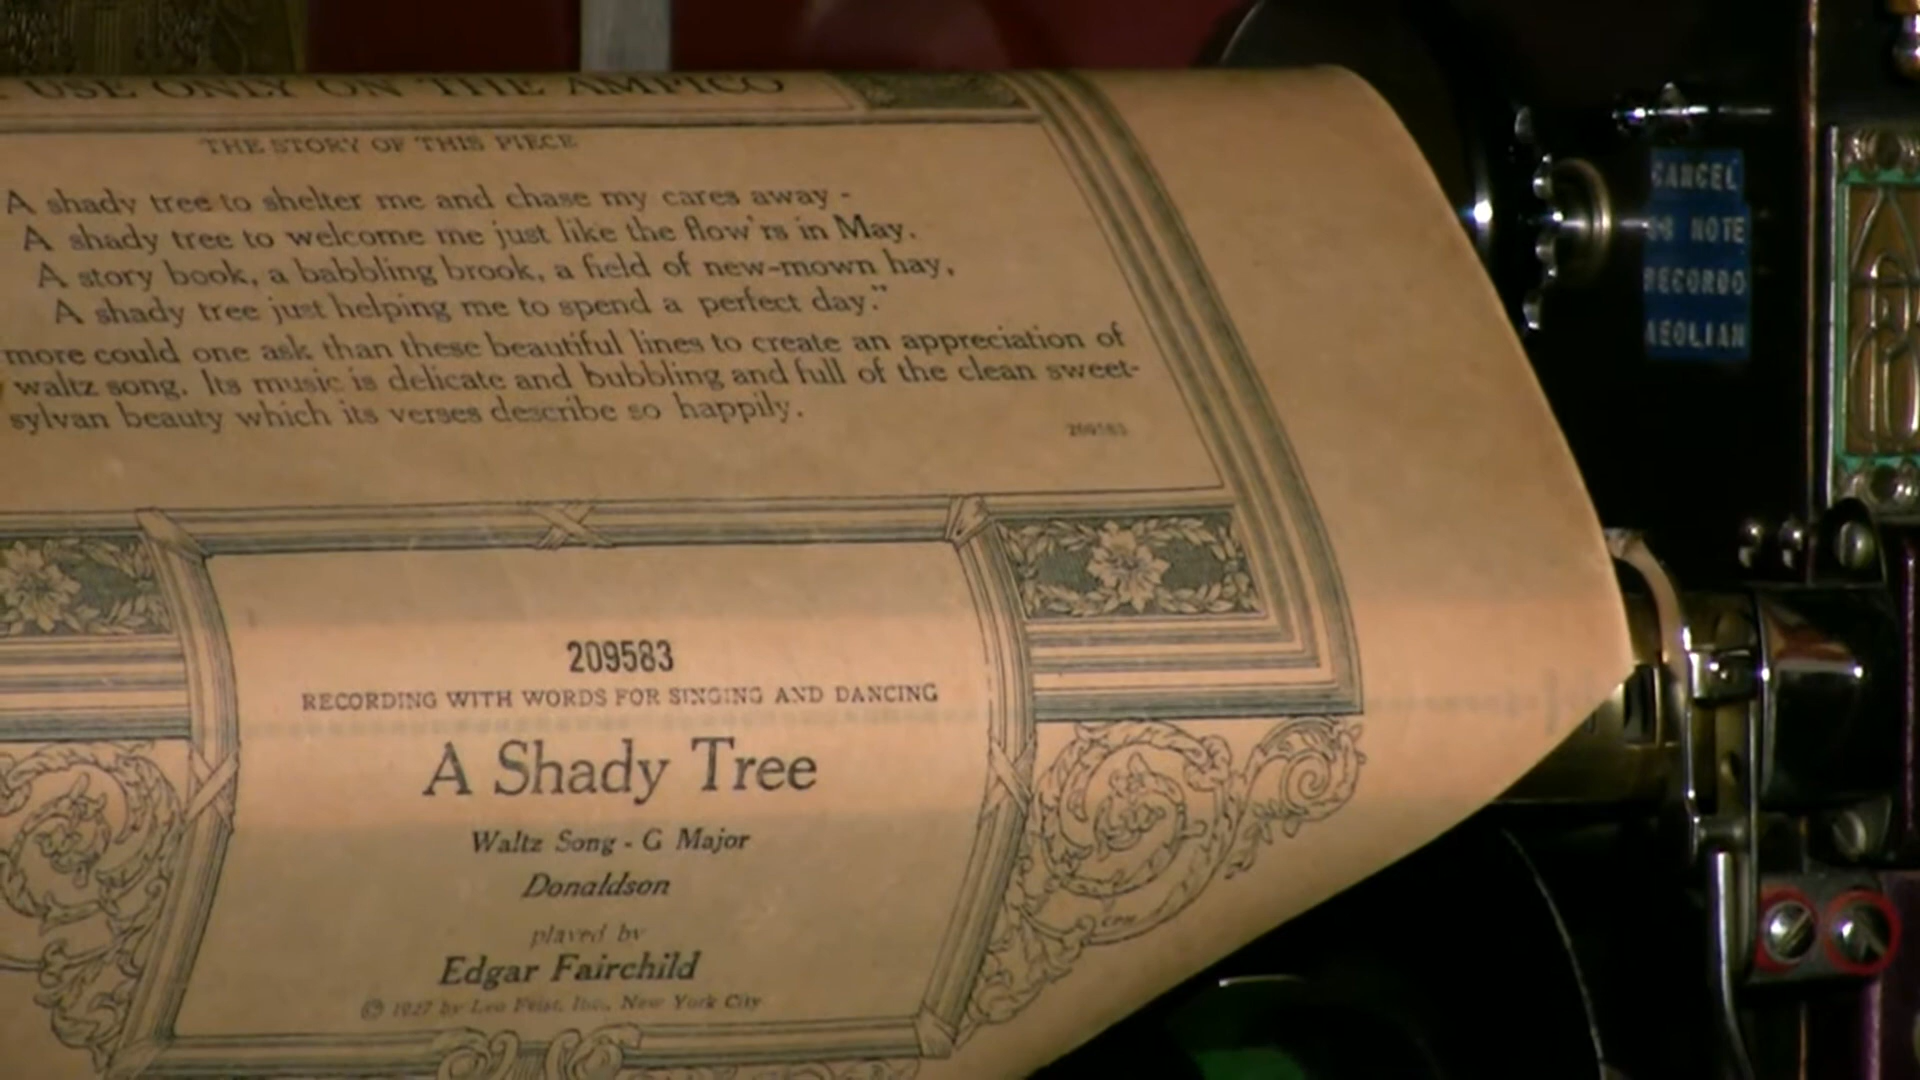 USE ONLY ON THE AMPICO
THE STORY OF THIS PIECE
A shady tree to shelter me and chase my cares away -
A shady tree to welcome me just like the flow'rs in May.
A story book, a babbling brook, a field of new-mown hay,
A shady tree just helping me to spend a perfect day."
more could one ask than these beautiful lines to create an appreciation of
waltz song. Its music is delicate and bubbling and full of the clean sweet-
sylvan beauty which its verses describe so happily.
209583
209583
RECORDING WITH WORDS FOR SINGING AND DANCING
A Shady Tree
Waltz Song - G Major
Donaldson
played by
Edgar Fairchild
© 1927 by Leo Feist, Inc., New York City
CANCEL
88 NOTE
RECORDO
AEOLIAN